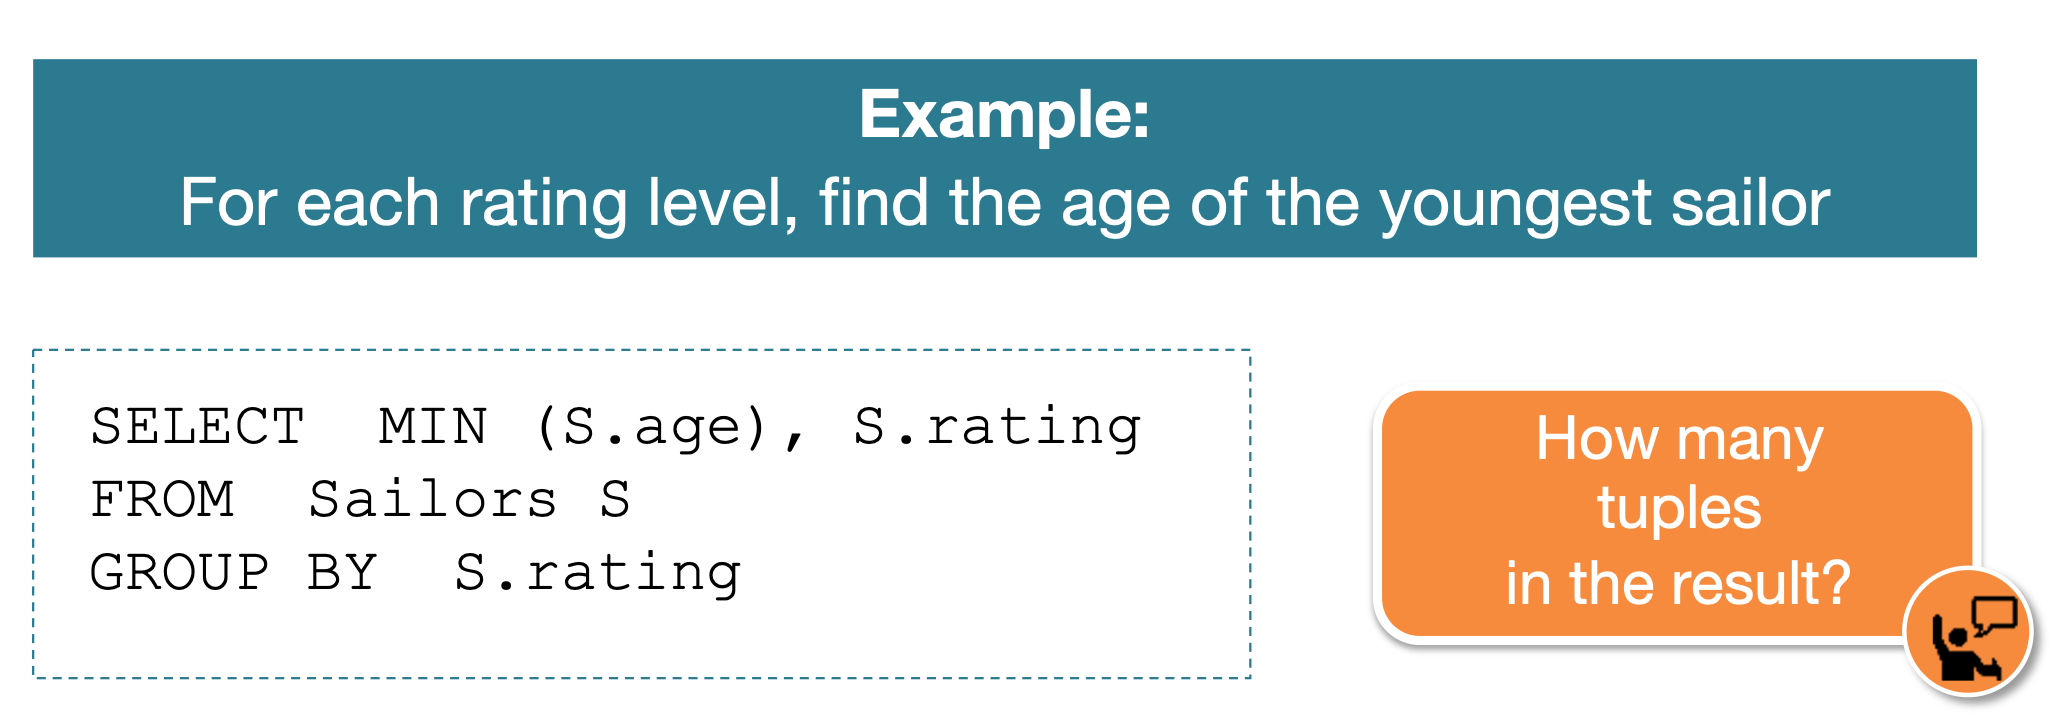 Example:
For each rating level, find the age of the youngest sailor
SELECT  MIN (S.age), S.rating
FROM  Sailors S
GROUP BY  S.rating
How many
tuples
in the result?